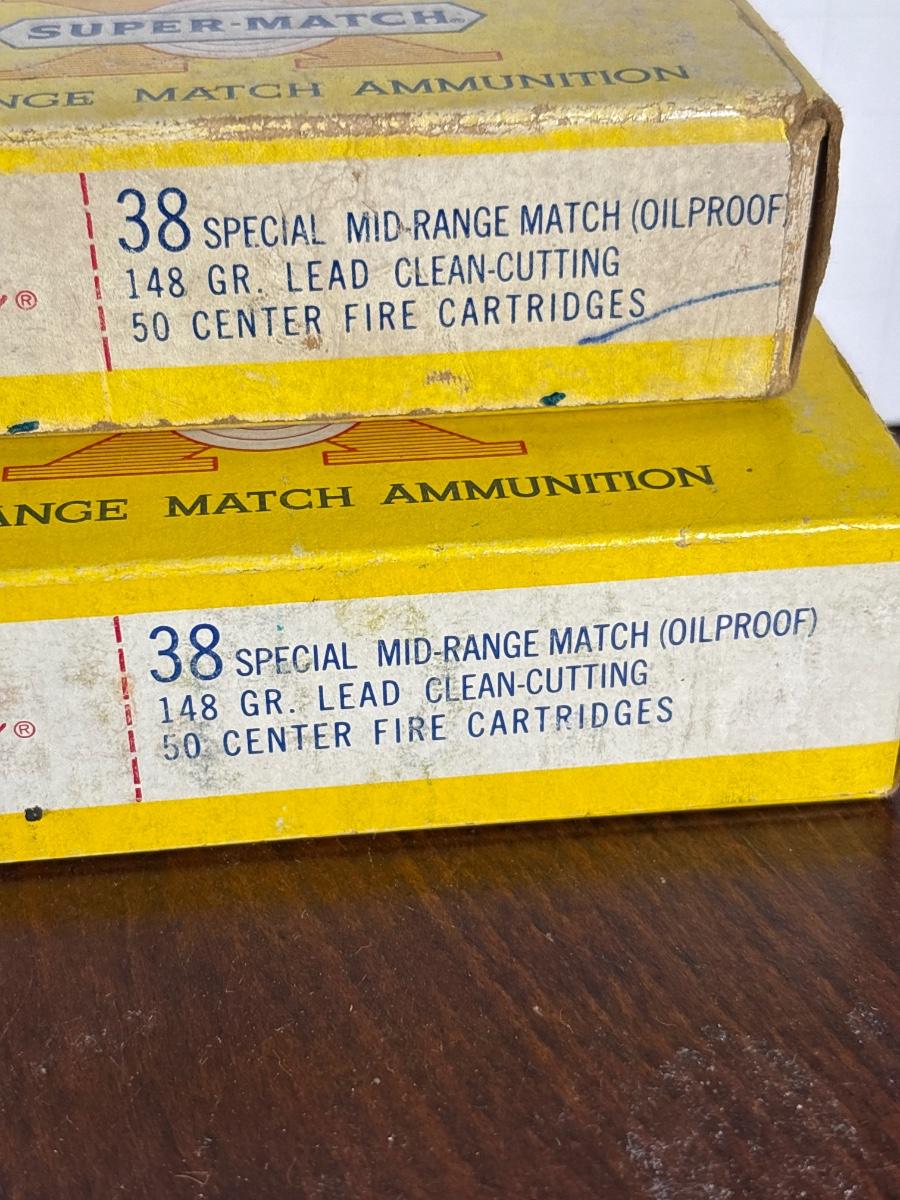 SUPER-MATCH®
NGE MATCH AMMUNITION
38 SPECIAL MID-RANGE MATCH (OILPROOF)
148 GR. LEAD CLEAN-CUTTING
50 CENTER FIRE CARTRIDGES
®
ANGE MATCH AMMUNITION
38 SPECIAL MID-RANGE MATCH (OILPROOF)
148 GR. LEAD CLEAN-CUTTING
50 CENTER FIRE CARTRIDGES
®